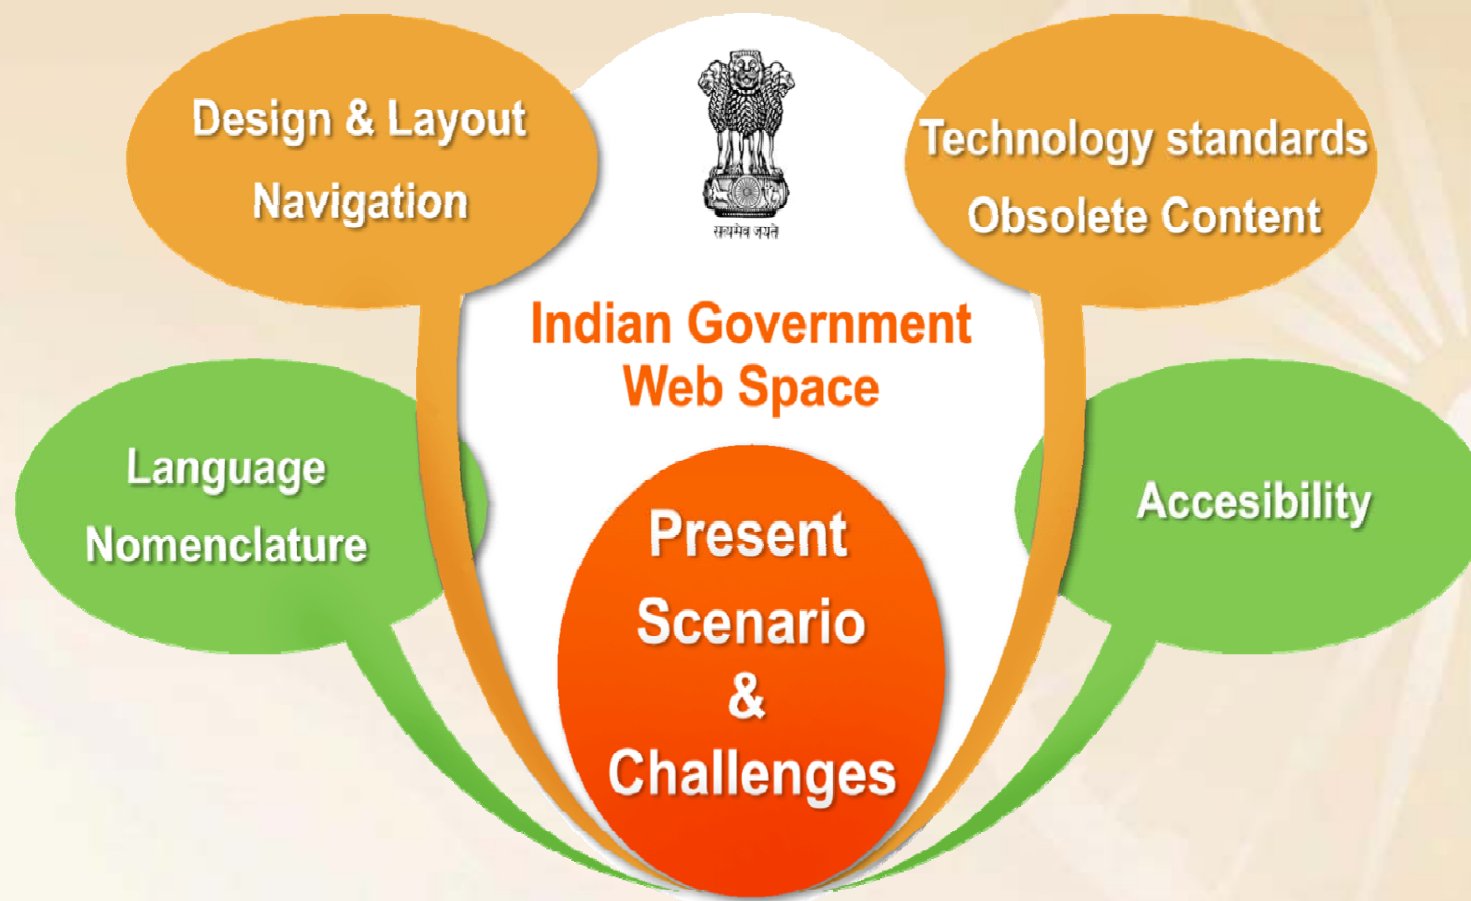 Design & Layout
Navigation
सत्यमेव जयते
Technology standards
Obsolete Content
Indian Government
Web Space
Language
Nomenclature
Present
Scenario
&
Challenges
Accesibility